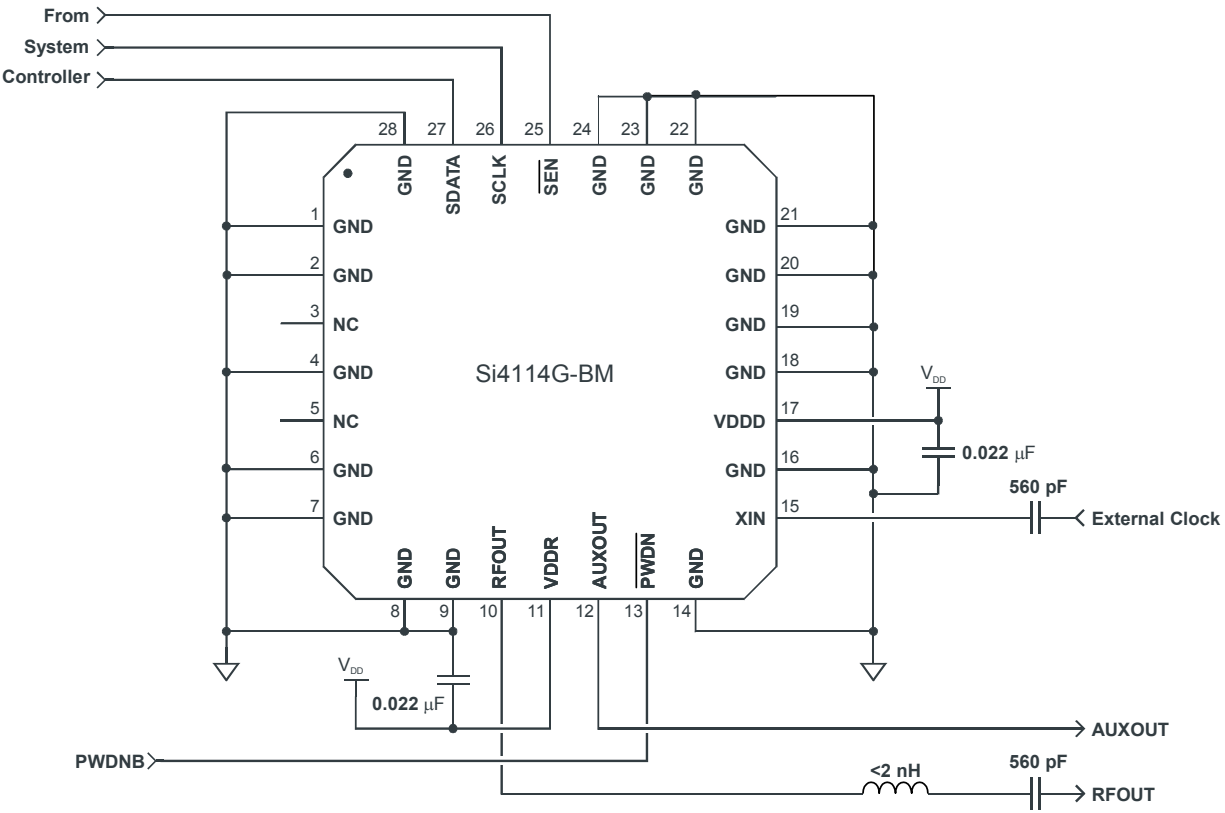 From
System
Controller
28 27 26 25 24 23 22
GND SDATA SCLK SEN GND GND GND
1 GND
2 GND
3 NC
4 GND
5 NC
6 GND
7 GND
Si4114G-BM
GND 21
GND 20
GND 19
GND 18
VDDD 17
GND 16
XIN 15
VDD
0.022 μF
560 pF
External Clock
GND GND RFOUT VDDR AUXOUT PWDN GND
8 9 10 11 12 13 14
VDD
0.022 μF
AUXOUT
PWDNB
<2 nH
560 pF
RFOUT